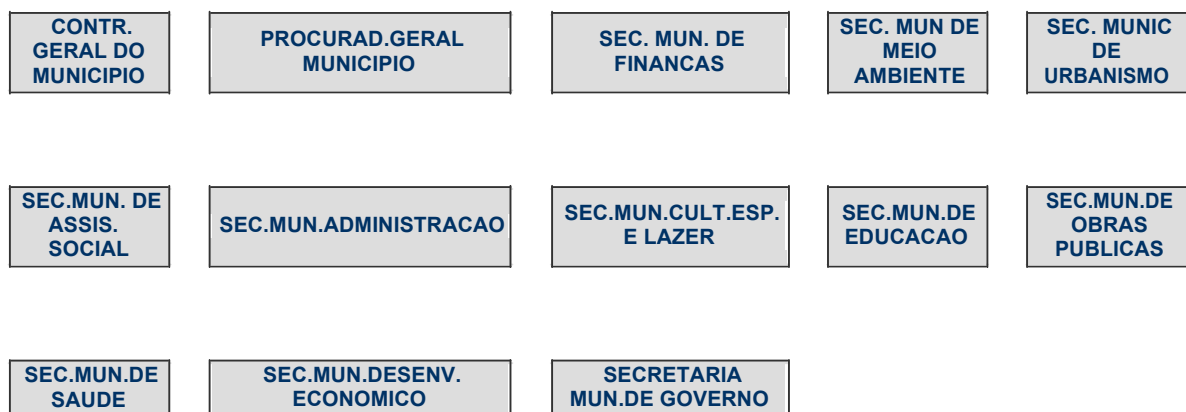 CONTR.
GERAL DO
MUNICIPIO
PROCURAD.GERAL
MUNICIPIO
SEC. MUN. DE
FINANCAS
SEC. MUN DE
MEIO
AMBIENTE
SEC. MUNIC
DE
URBANISMO
SEC.MUN. DE
ASSIS.
SOCIAL
SEC.MUN.ADMINISTRACAO
SEC.MUN.CULT.ESP.
E LAZER
SEC.MUN.DE
EDUCACAO
SEC.MUN.DE
OBRAS
PUBLICAS
SEC.MUN.DE
SAUDE
SEC.MUN.DESENV.
ECONOMICO
SECRETARIA
MUN.DE GOVERNO